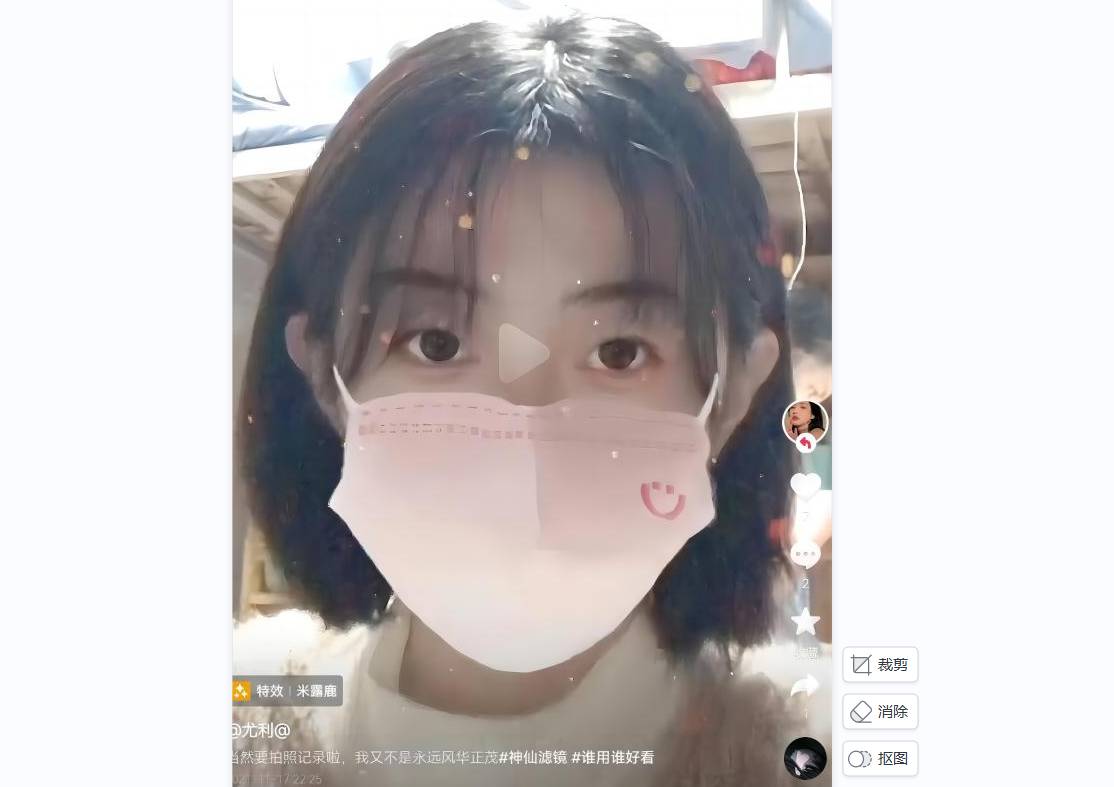 特效 | 米露鹿
@尤利@
当然要拍照记录啦，我又不是永远风华正茂#神仙滤镜 #谁用谁好看
2021-11-17 22:25
7
2
收藏
1
裁剪
消除
抠图